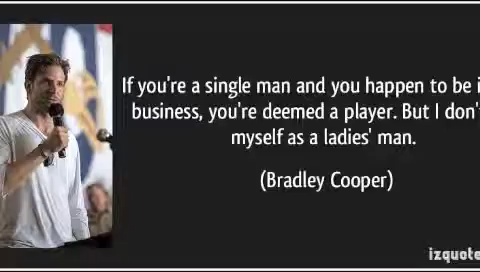 If you're a single man and you happen to be
business, you're deemed a player. But I don'
myself as a ladies' man.
(Bradley Cooper)
izquote